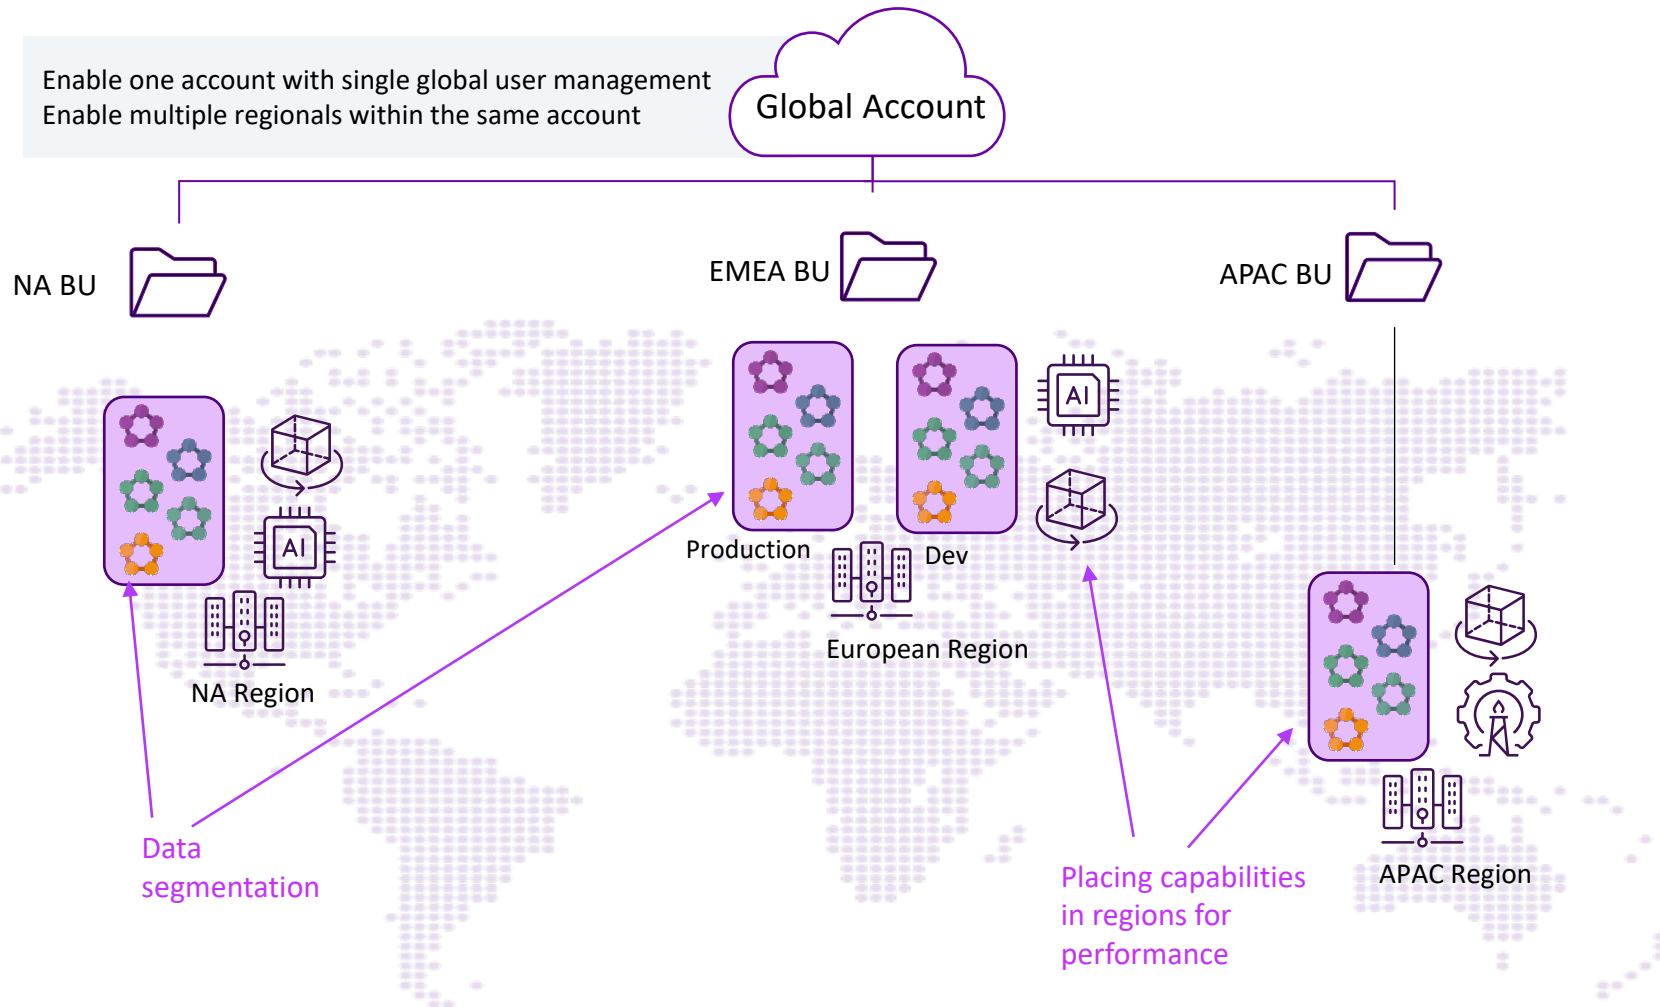 Enable one account with single global user management
Enable multiple regionals within the same account
Global Account
NA BU
EMEA BU
APAC BU
AI
AI
Production
Dev
European Region
NA Region
APAC Region
Data
segmentation
Placing capabilities
in regions for
performance